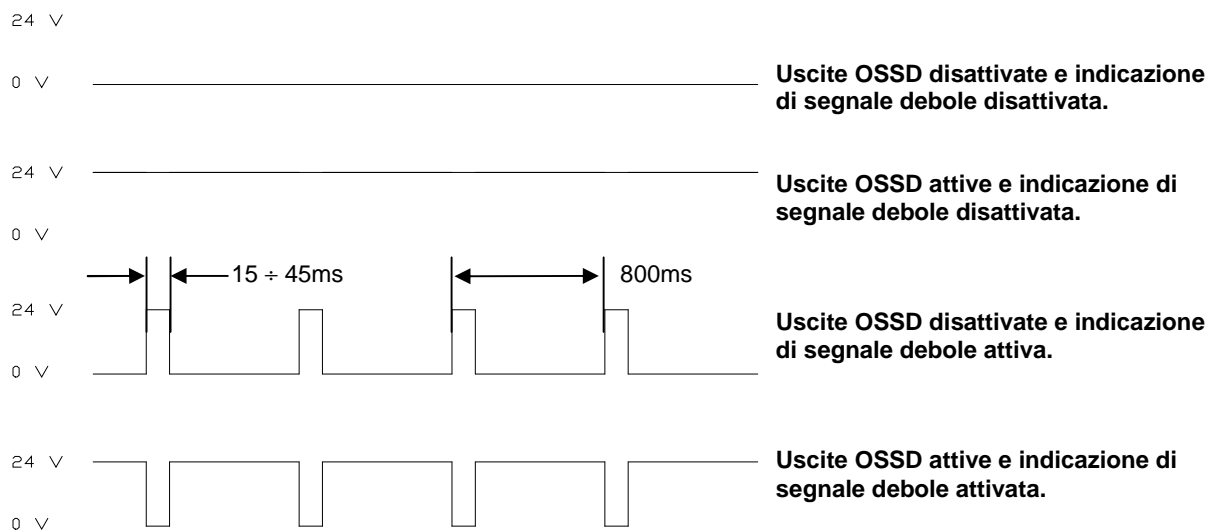 24 V
0 V
Uscite OSSD disattivate e indicazione
di segnale debole disattivata.
24 V
0 V
Uscite OSSD attive e indicazione di
segnale debole disattivata.
15 ÷ 45ms
800ms
24 V
0 V
Uscite OSSD disattivate e indicazione
di segnale debole attiva.
24 V
0 V
Uscite OSSD attive e indicazione di
segnale debole attivata.